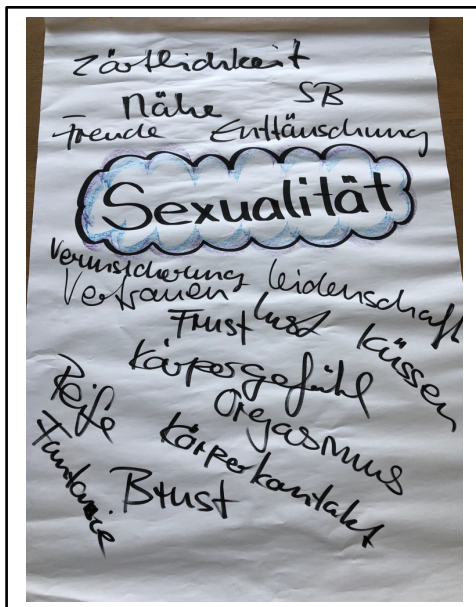 Zärtlichkeit
Nähe SB
Freude Enttäuschung
Sexualität
Verunsicherung Leidenschaft
Vertrauen Lust
Frust Küssen
Körpergefühl
Reife Orgasmus
Körperkontakt
Fantasie Brust